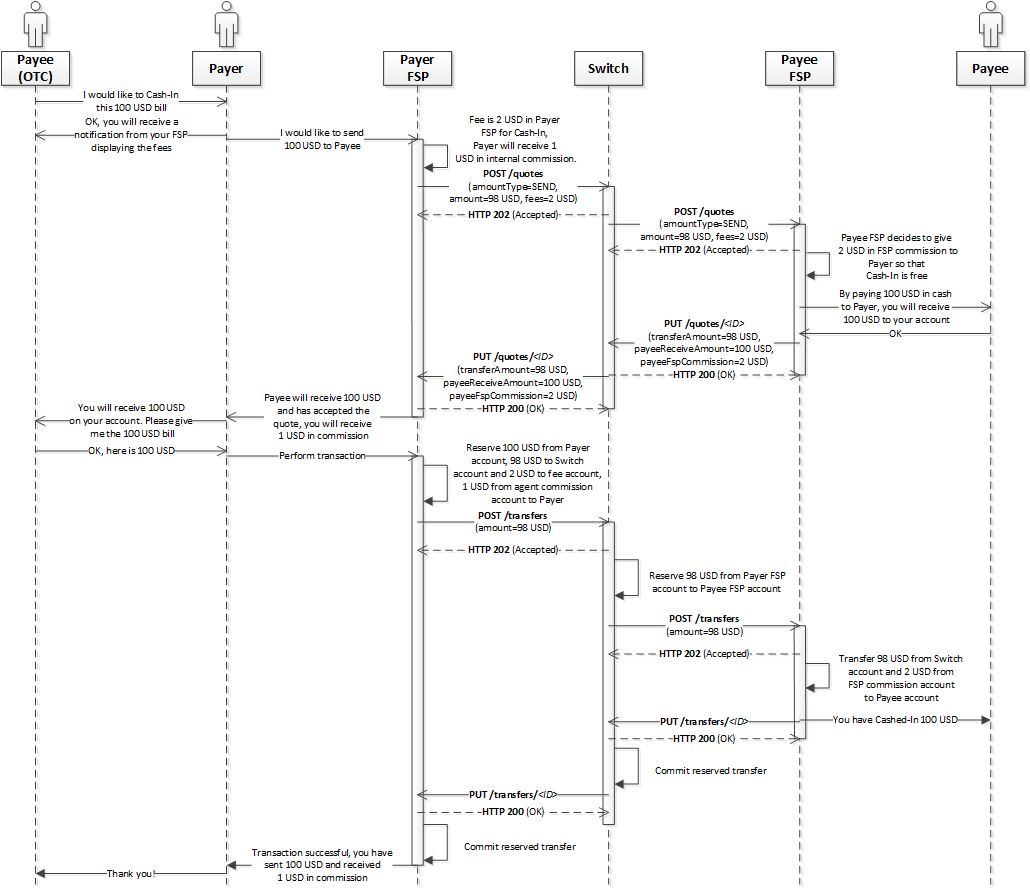 Payee
(OTC)
Payer
Payer
FSP
Switch
Payee
FSP
Payee
I would like to Cash-In
this 100 USD bill
OK, you will receive a
notification from your FSP
displaying the fees
I would like to send
100 USD to Payee
Fee is 2 USD in Payer
FSP for Cash-In,
Payer will receive 1
USD in internal commission.
POST /quotes
(amountType=SEND,
amount=98 USD, fees=2 USD)
HTTP 202 (Accepted)
POST /quotes
(amountType=SEND,
amount=98 USD, fees=2 USD)
HTTP 202 (Accepted)
Payee FSP decides to give
2 USD in FSP commission to
Payer so that
Cash-In is free
By paying 100 USD in cash
to Payer, you will receive
100 USD to your account
OK
PUT /quotes/<ID>
(transferAmount=98 USD,
payeeReceiveAmount=100 USD,
payeeFspCommission=2 USD)
HTTP 200 (OK)
PUT /quotes/<ID>
(transferAmount=98 USD,
payeeReceiveAmount=100 USD,
payeeFspCommission=2 USD)
HTTP 200 (OK)
Payee will receive 100 USD
and has accepted the
quote, you will receive
1 USD in commission
You will receive 100 USD
on your account. Please give
me the 100 USD bill
OK, here is 100 USD
Perform transaction
Reserve 100 USD from Payer
account, 98 USD to Switch
account and 2 USD to fee account,
1 USD from agent commission
account to Payer
POST /transfers
(amount=98 USD)
HTTP 202 (Accepted)
Reserve 98 USD from Payer FSP
account to Payee FSP account
POST /transfers
(amount=98 USD)
HTTP 202 (Accepted)
Transfer 98 USD from Switch
account and 2 USD from
FSP commission account
to Payee account
You have Cashed-In 100 USD
PUT /transfers/<ID>
HTTP 200 (OK)
Commit reserved transfer
PUT /transfers/<ID>
HTTP 200 (OK)
Commit reserved transfer
Transaction successful, you have
sent 100 USD and received
1 USD in commission
Thank you!